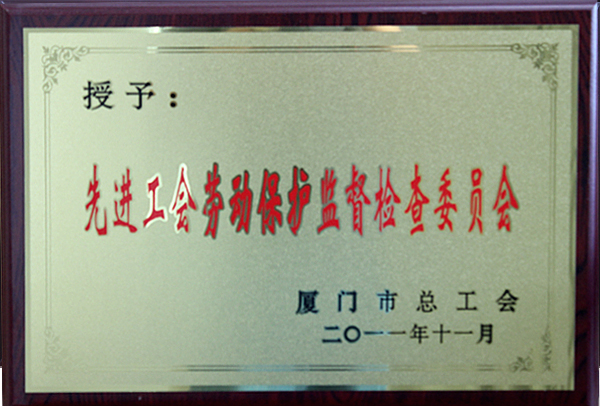 授予：
先进工会劳动保护监督检查委员会
厦门市总工会
二〇一一年十一月